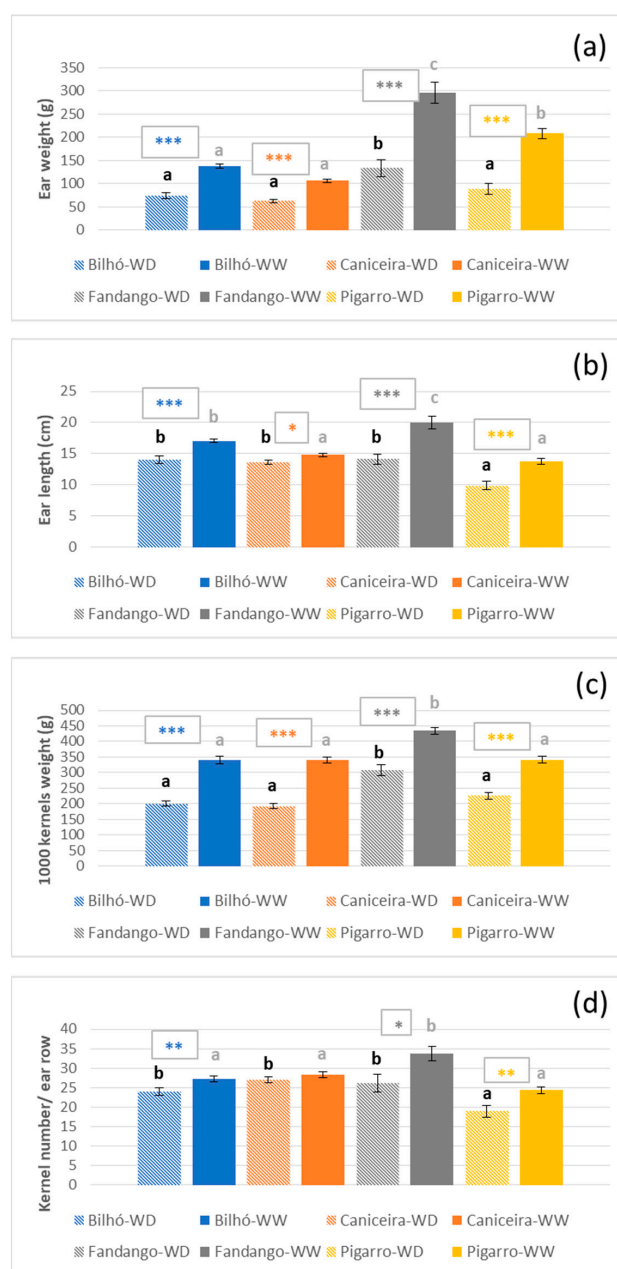 (a)
Ear weight (g)
350
300
250
200
150
100
50
0
*** *** *** ***
a a a a b c a b
Bilhó-WD Bilhó-WW Caniceira-WD Caniceira-WW
Fandango-WD Fandango-WW Pigarro-WD Pigarro-WW
(b)
Ear length (cm)
25
20
15
10
5
0
*** * *** ***
b b b a b c a a
Bilhó-WD Bilhó-WW Caniceira-WD Caniceira-WW
Fandango-WD Fandango-WW Pigarro-WD Pigarro-WW
(c)
1000 kernels weight (g)
500
450
400
350
300
250
200
150
100
50
0
*** *** *** ***
a a a a b b a a
Bilhó-WD Bilhó-WW Caniceira-WD Caniceira-WW
Fandango-WD Fandango-WW Pigarro-WD Pigarro-WW
(d)
Kernel number/ ear row
40
35
30
25
20
15
10
5
0
** * **
b a b a b b a a
Bilhó-WD Bilhó-WW Caniceira-WD Caniceira-WW
Fandango-WD Fandango-WW Pigarro-WD Pigarro-WW